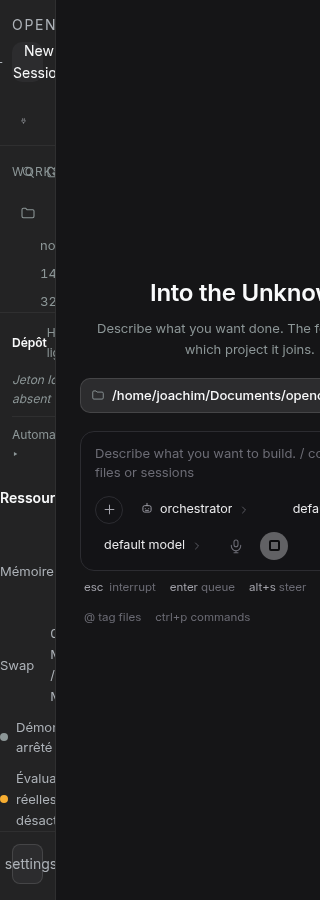 OPEN
New
Sessio
no
14
32
Dépôt
Jeton lo
absent
Automa
Ressour
Mémoire
Swap
Démon
arrêté
Évalua
réelles
désact
settings
Into the Unknow
Describe what you want done. The f
which project it joins.
/home/joachim/Documents/openc
Describe what you want to build. / co
files or sessions
orchestrator
defa
default model
esc interrupt enter queue alt+s steer
@ tag files ctrl+p commands